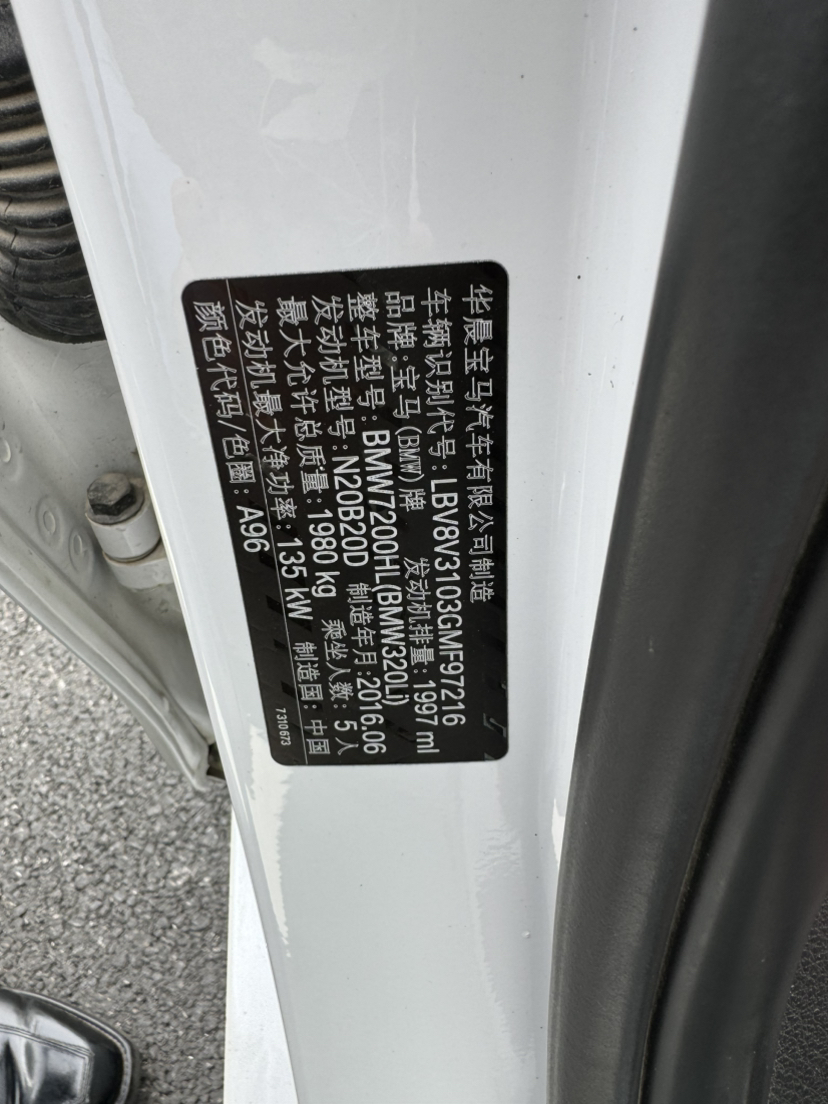 华晨宝马汽车有限公司制造
车辆识别代号:LBV8V3103GMF97216
品牌:宝马(BMW)牌 发动机排量:1997 ml
整车型号:BMW7200HL(BMW320Li)
发动机型号:N20B20D 制造年月:2016.06
最大允许总质量:1980 kg 乘坐人数:5 人
发动机最大净功率:135 kW 制造国:中国
颜色代码/色圈:A96
7 310 673